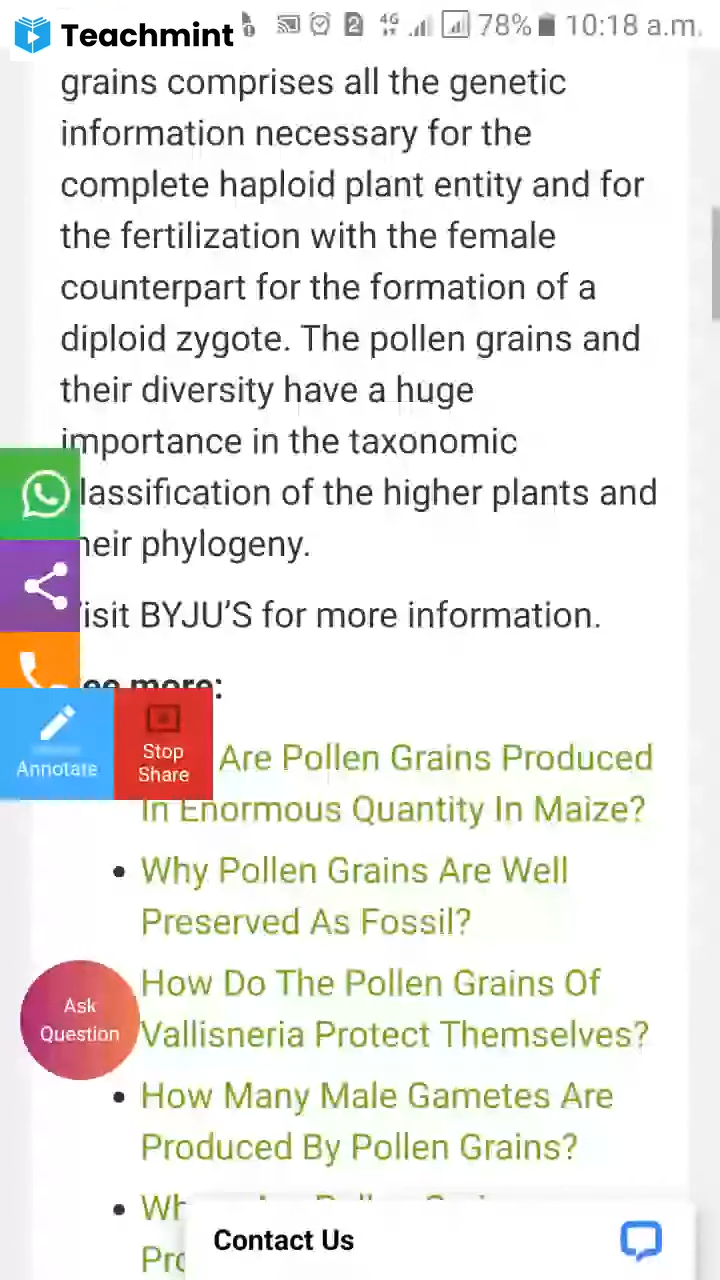 Teachmint
2 4G 78% 10:18 a.m.
grains comprises all the genetic
information necessary for the
complete haploid plant entity and for
the fertilization with the female
counterpart for the formation of a
diploid zygote. The pollen grains and
their diversity have a huge
importance in the taxonomic
lassification of the higher plants and
heir phylogeny.
isit BYJU'S for more information.
ee more:
Annotate
Stop
Share
Are Pollen Grains Produced
In Enormous Quantity In Maize?
• Why Pollen Grains Are Well
Preserved As Fossil?
Ask
Question
How Do The Pollen Grains Of
Vallisneria Protect Themselves?
• How Many Male Gametes Are
Produced By Pollen Grains?
Contact Us